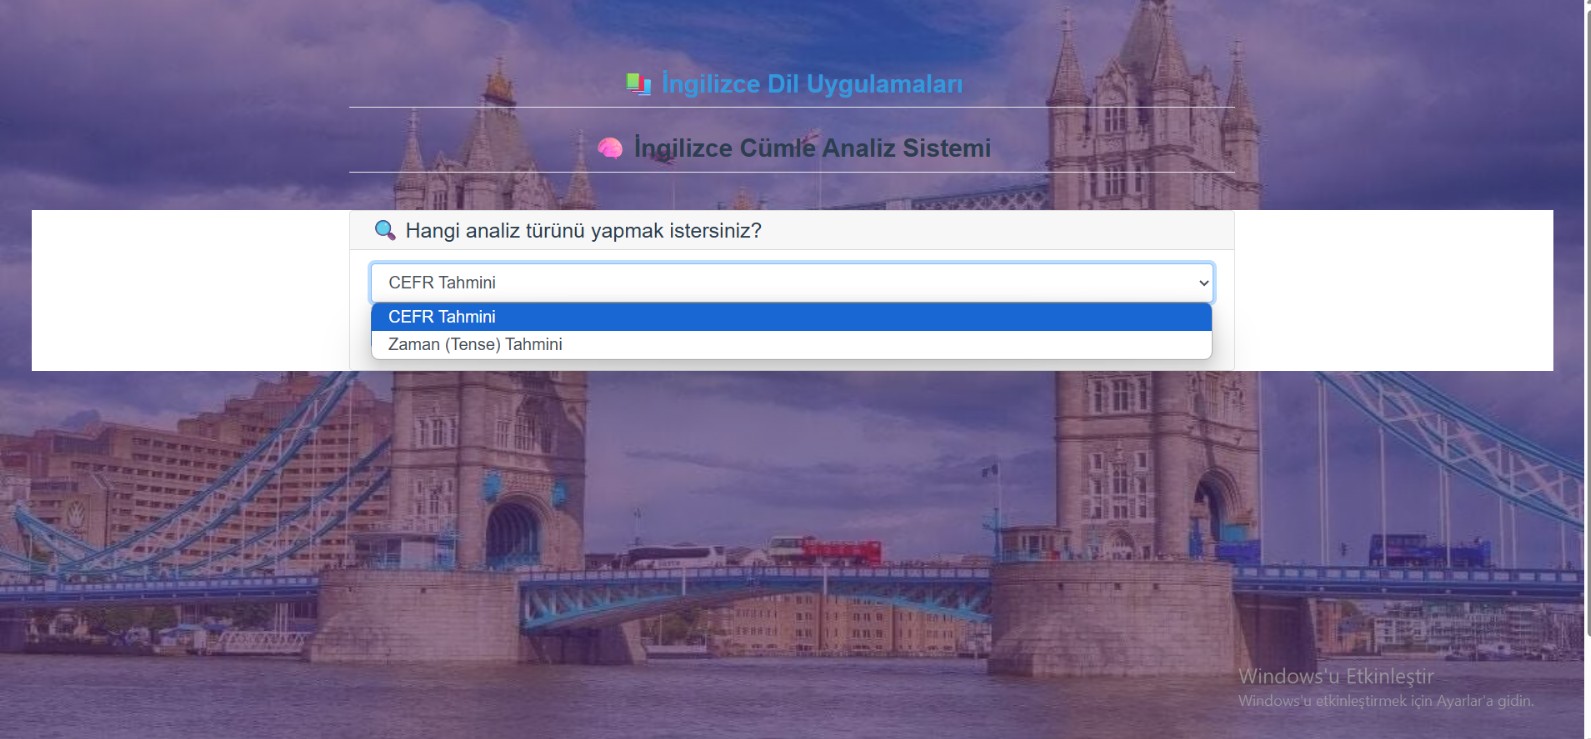 İngilizce Dil Uygulamaları
İngilizce Cümle Analiz Sistemi
Hangi analiz türünü yapmak istersiniz?
CEFR Tahmini
CEFR Tahmini
Zaman (Tense) Tahmini
Windows'u Etkinleştir
Windows'u etkinleştirmek için Ayarlar'a gidin.